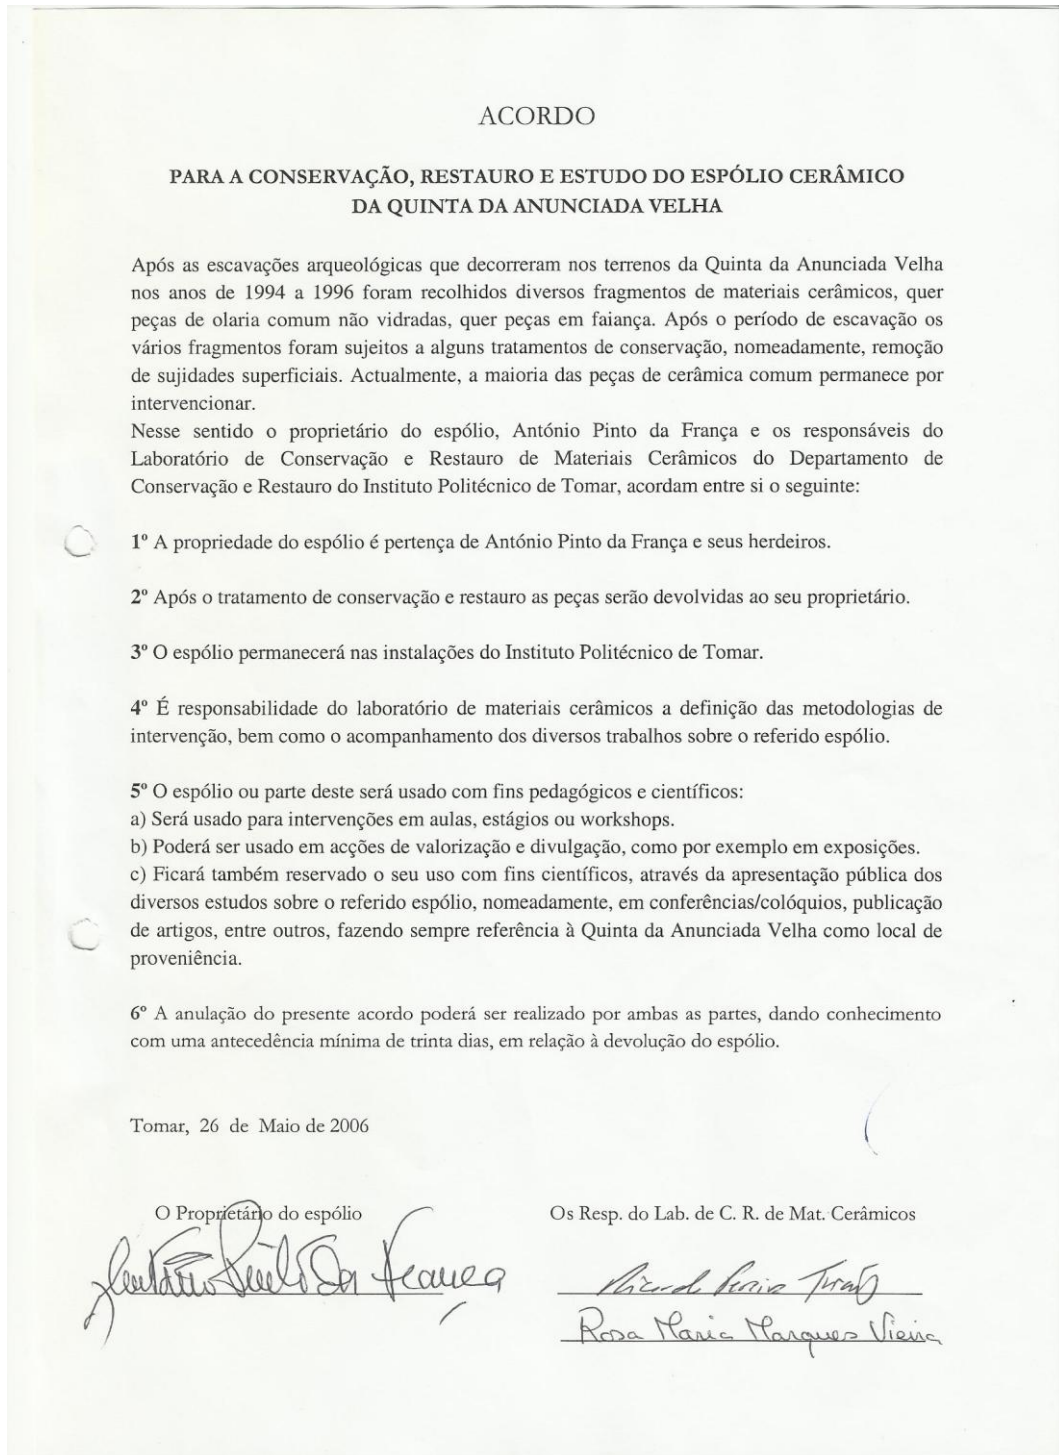 ACORDO
PARA A CONSERVAÇÃO, RESTAURO E ESTUDO DO ESPÓLIO CERÂMICO
DA QUINTA DA ANUNCIADA VELHA
Após as escavações arqueológicas que decorreram nos terrenos da Quinta da Anunciada Velha
nos anos de 1994 a 1996 foram recolhidos diversos fragmentos de materiais cerâmicos, quer
peças de olaria comum não vidradas, quer peças em faiança. Após o período de escavação os
vários fragmentos foram sujeitos a alguns tratamentos de conservação, nomeadamente, remoção
de sujidades superficiais. Actualmente, a maioria das peças de cerâmica comum permanece por
intervencionar.
Nesse sentido o proprietário do espólio, António Pinto da França e os responsáveis do
Laboratório de Conservação e Restauro de Materiais Cerâmicos do Departamento de
Conservação e Restauro do Instituto Politécnico de Tomar, acordam entre si o seguinte:
1º A propriedade do espólio é pertença de António Pinto da França e seus herdeiros.
2º Após o tratamento de conservação e restauro as peças serão devolvidas ao seu proprietário.
3º O espólio permanecerá nas instalações do Instituto Politécnico de Tomar.
4º É responsabilidade do laboratório de materiais cerâmicos a definição das metodologias de
intervenção, bem como o acompanhamento dos diversos trabalhos sobre o referido espólio.
5º O espólio ou parte deste será usado com fins pedagógicos e científicos:
a) Será usado para intervenções em aulas, estágios ou workshops.
b) Poderá ser usado em acções de valorização e divulgação, como por exemplo em exposições.
c) Ficará também reservado o seu uso com fins científicos, através da apresentação pública dos
diversos estudos sobre o referido espólio, nomeadamente, em conferências/colóquios, publicação
de artigos, entre outros, fazendo sempre referência à Quinta da Anunciada Velha como local de
proveniência.
6º A anulação do presente acordo poderá ser realizado por ambas as partes, dando conhecimento
com uma antecedência mínima de trinta dias, em relação à devolução do espólio.
Tomar, 26 de Maio de 2006
O Proprietário do espólio
António Pinto da França
Os Resp. do Lab. de C. R. de Mat. Cerâmicos
Ricardo Pereira
Rosa Maria Marques Vieira